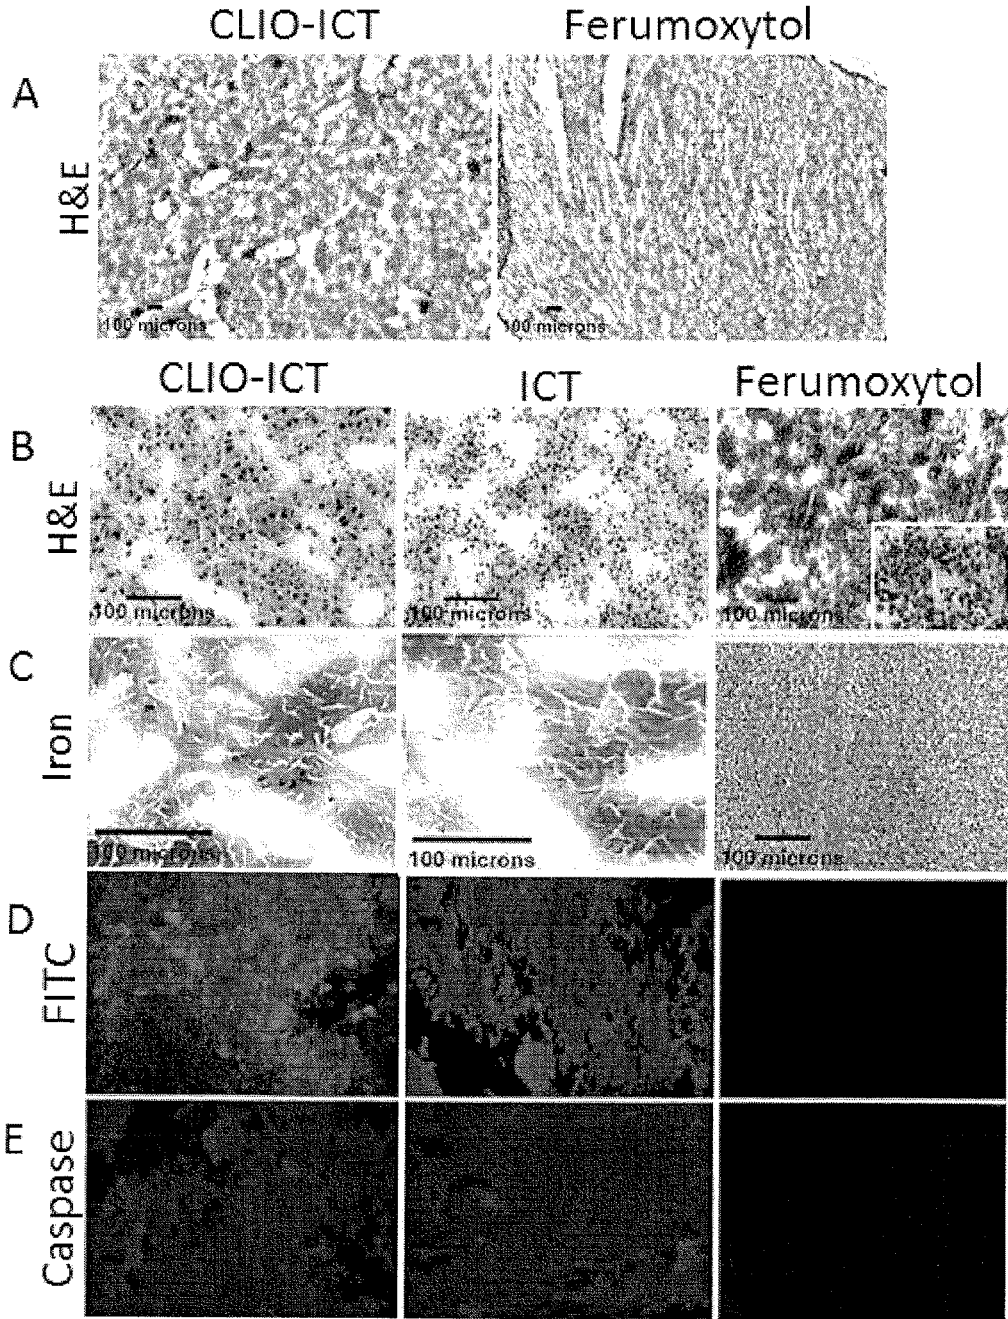 CLIO-ICT Ferumoxytol
A
H&E
100 microns 100 microns
CLIO-ICT ICT Ferumoxytol
B
H&E
100 microns 100 microns 100 microns
C
Iron
100 microns 100 microns 100 microns
D
FITC
E
Caspase